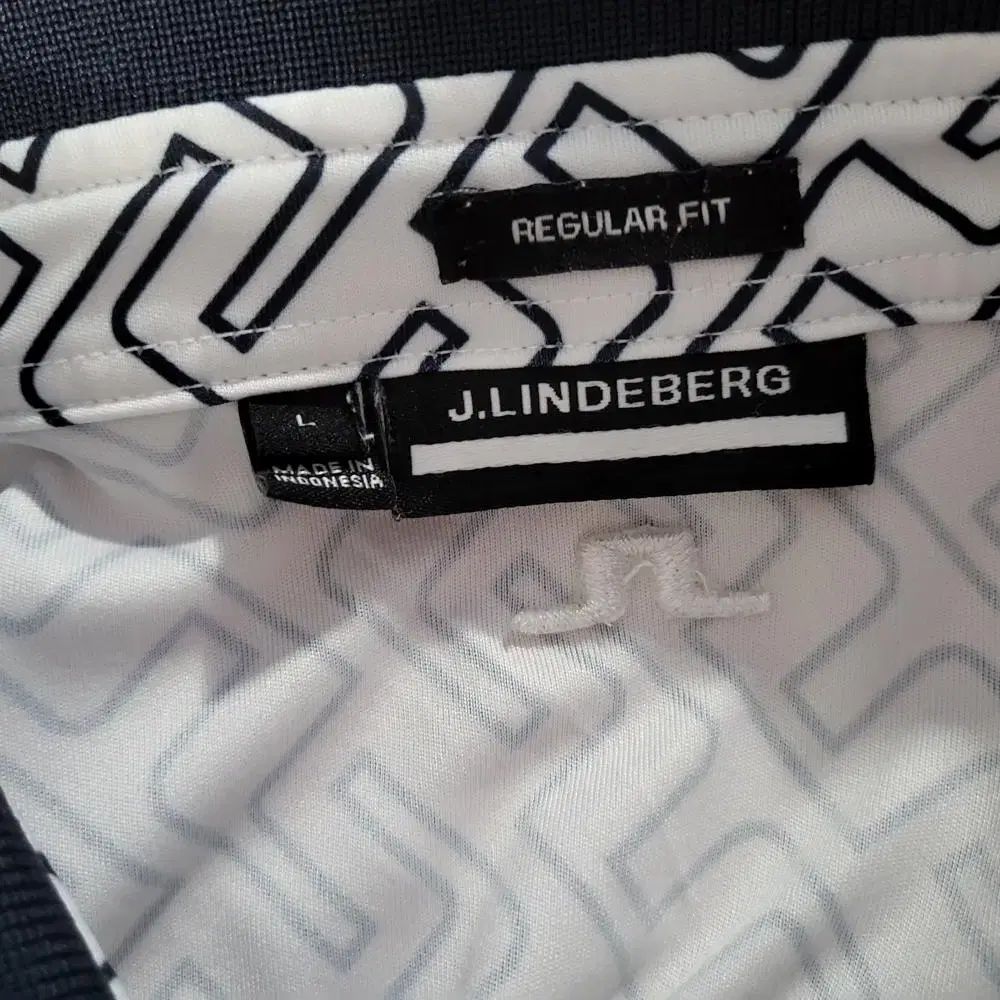 REGULAR FIT
J.LINDEBERG
L
MADE IN
INDONESIA